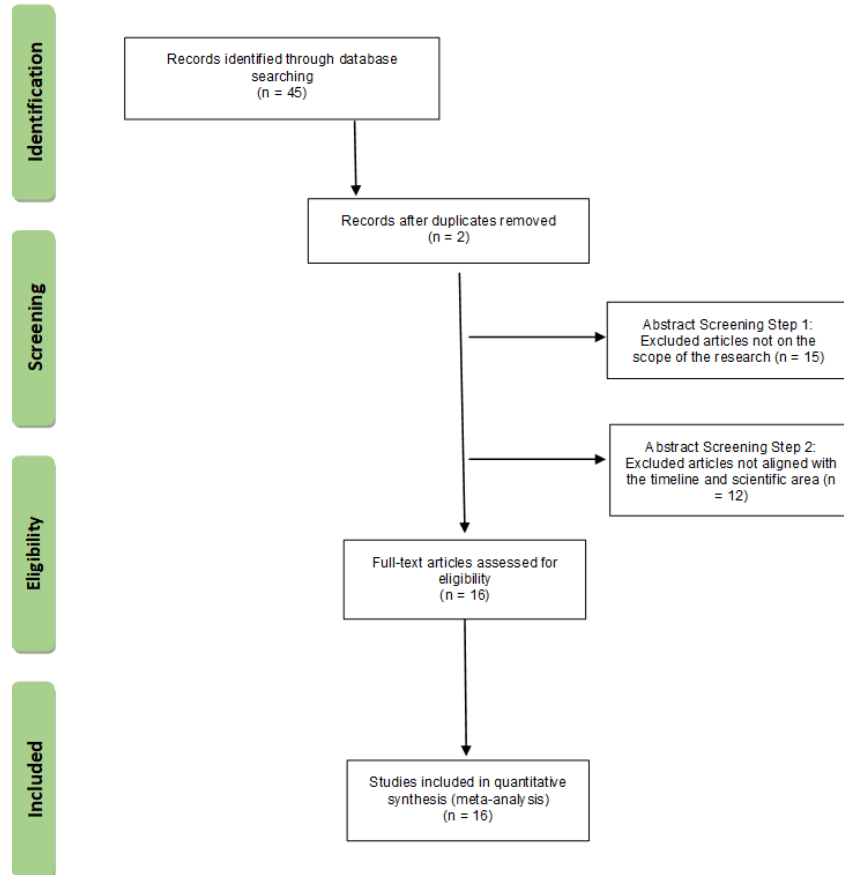 Identification
Records identified through database
searching
(n = 45)
Records after duplicates removed
(n = 2)
Screening
Abstract Screening Step 1:
Excluded articles not on the
scope of the research (n = 15)
Abstract Screening Step 2:
Excluded articles not aligned with
the timeline and scientific area (n
= 12)
Eligibility
Full-text articles assessed for
eligibility
(n = 16)
Included
Studies included in quantitative
synthesis (meta-analysis)
(n = 16)